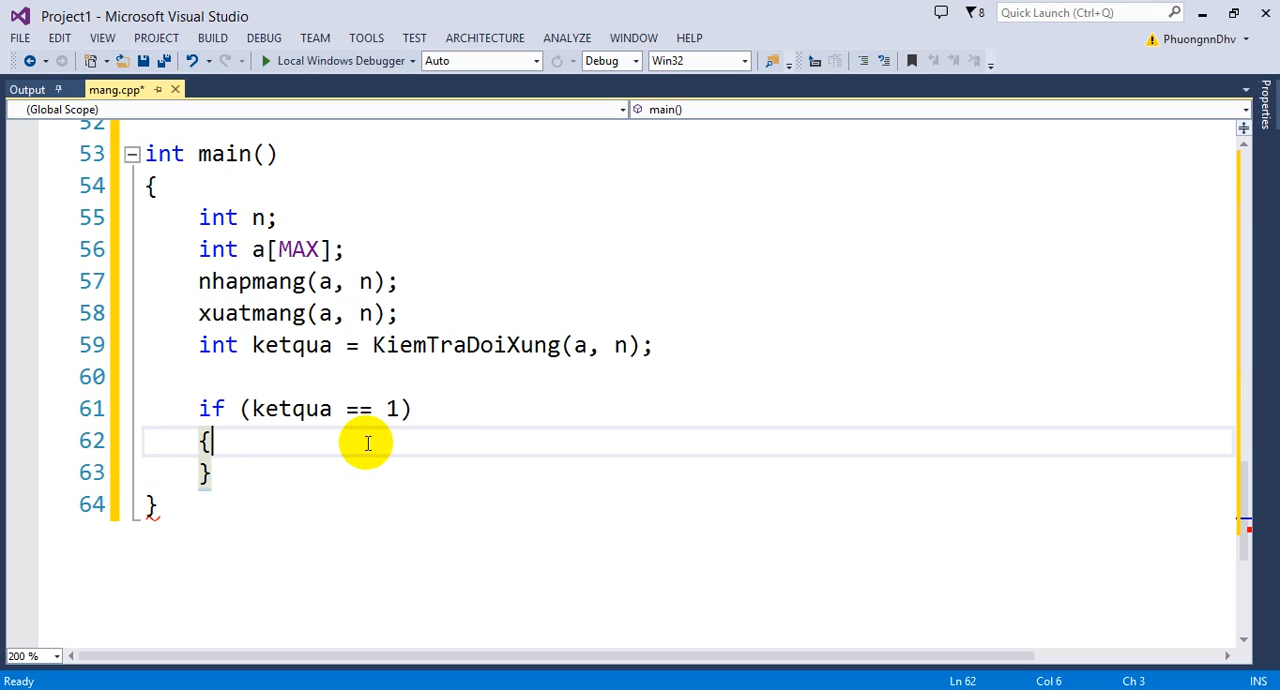 Project1 - Microsoft Visual Studio
8
Quick Launch (Ctrl+Q)
FILE EDIT VIEW PROJECT BUILD DEBUG TEAM TOOLS TEST ARCHITECTURE ANALYZE WINDOW HELP
PhuongnnDhv
Local Windows Debugger Auto Debug Win32
Output mang.cpp*
(Global Scope) main()
Properties
52
53 int main()
54 {
55 int n;
56 int a[MAX];
57 nhapmang(a, n);
58 xuatmang(a, n);
59 int ketqua = KiemTraDoiXung(a, n);
60
61 if (ketqua == 1)
62 {
63 }
64 }
200 %
Ready Ln 62 Col 6 Ch 3 INS